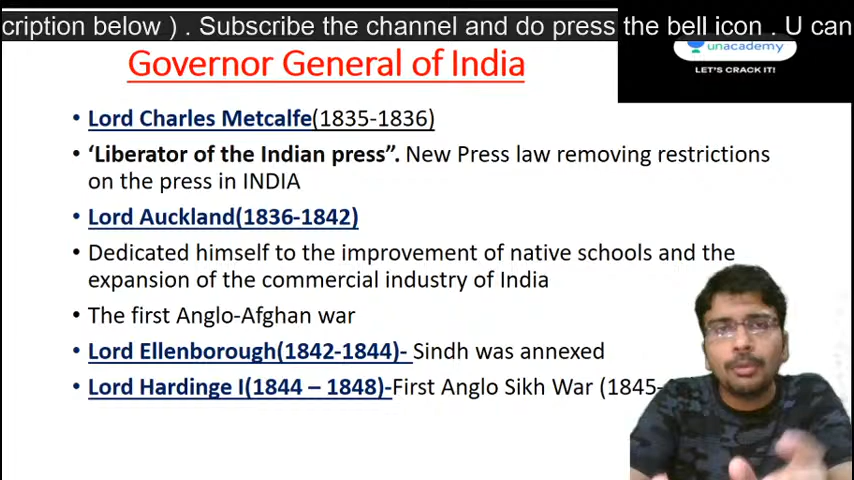 cription below ) . Subscribe the channel and do press the bell icon . U can
unacademy
LET'S CRACK IT!
Governor General of India
• Lord Charles Metcalfe(1835-1836)
• ‘Liberator of the Indian press”. New Press law removing restrictions
on the press in INDIA
• Lord Auckland(1836-1842)
• Dedicated himself to the improvement of native schools and the
expansion of the commercial industry of India
• The first Anglo-Afghan war
• Lord Ellenborough(1842-1844)- Sindh was annexed
• Lord Hardinge I(1844 – 1848)-First Anglo Sikh War (1845-